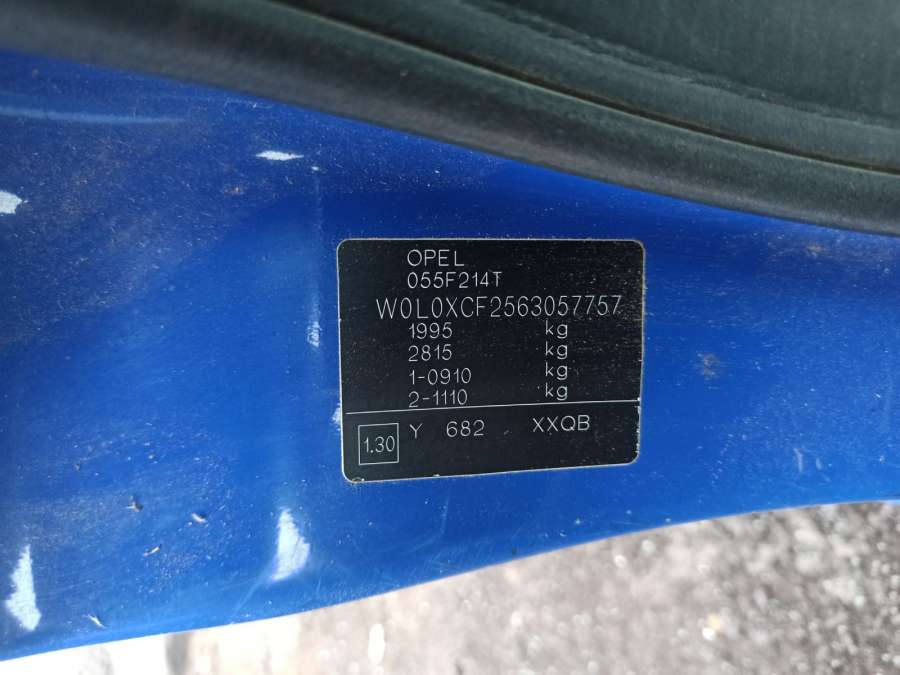 OPEL
055F214T
W0L0XCF2563057757
1995 kg
2815 kg
1-0910 kg
2-1110 kg
1.30 Y 682 XXQB